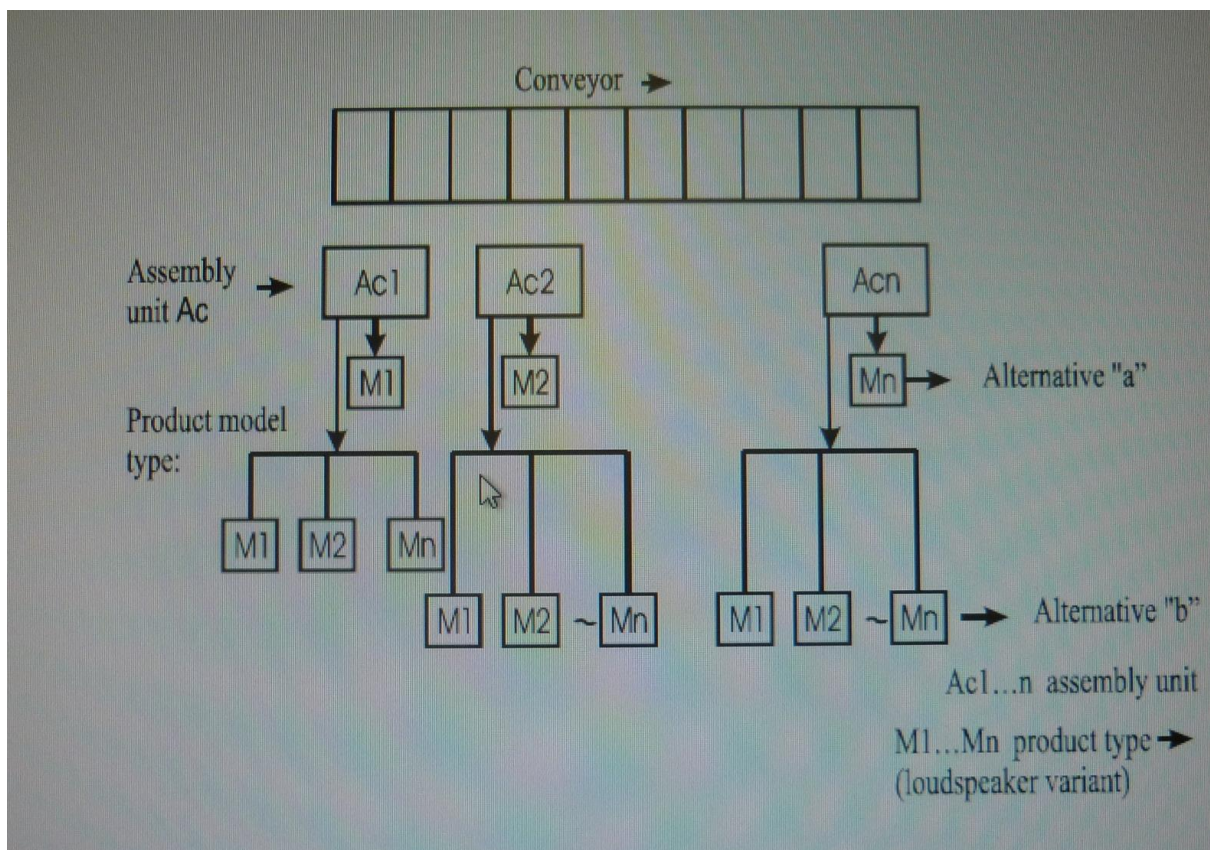 Conveyor
Assembly
unit Ac
Ac1
Ac2
Acn
M1
M2
Mn
Alternative "a”
Product model
type:
M1
M2
Mn
M1
M2
~
Mn
M1
M2
~
Mn
Alternative "b”
Ac1...n assembly unit
M1...Mn product type
(loudspeaker variant)